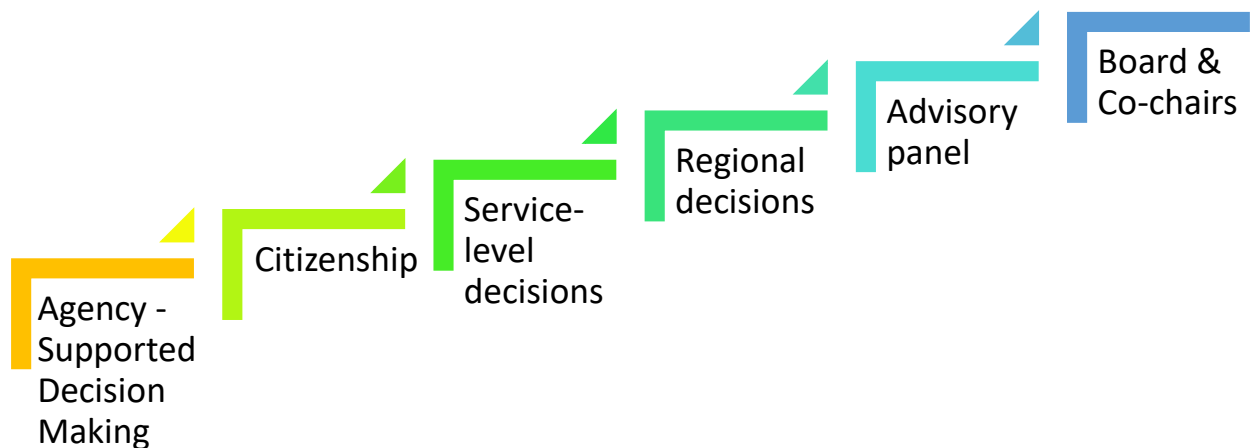 Agency -
Supported
Decision
Making
Citizenship
Service-
level
decisions
Regional
decisions
Advisory
panel
Board &
Co-chairs